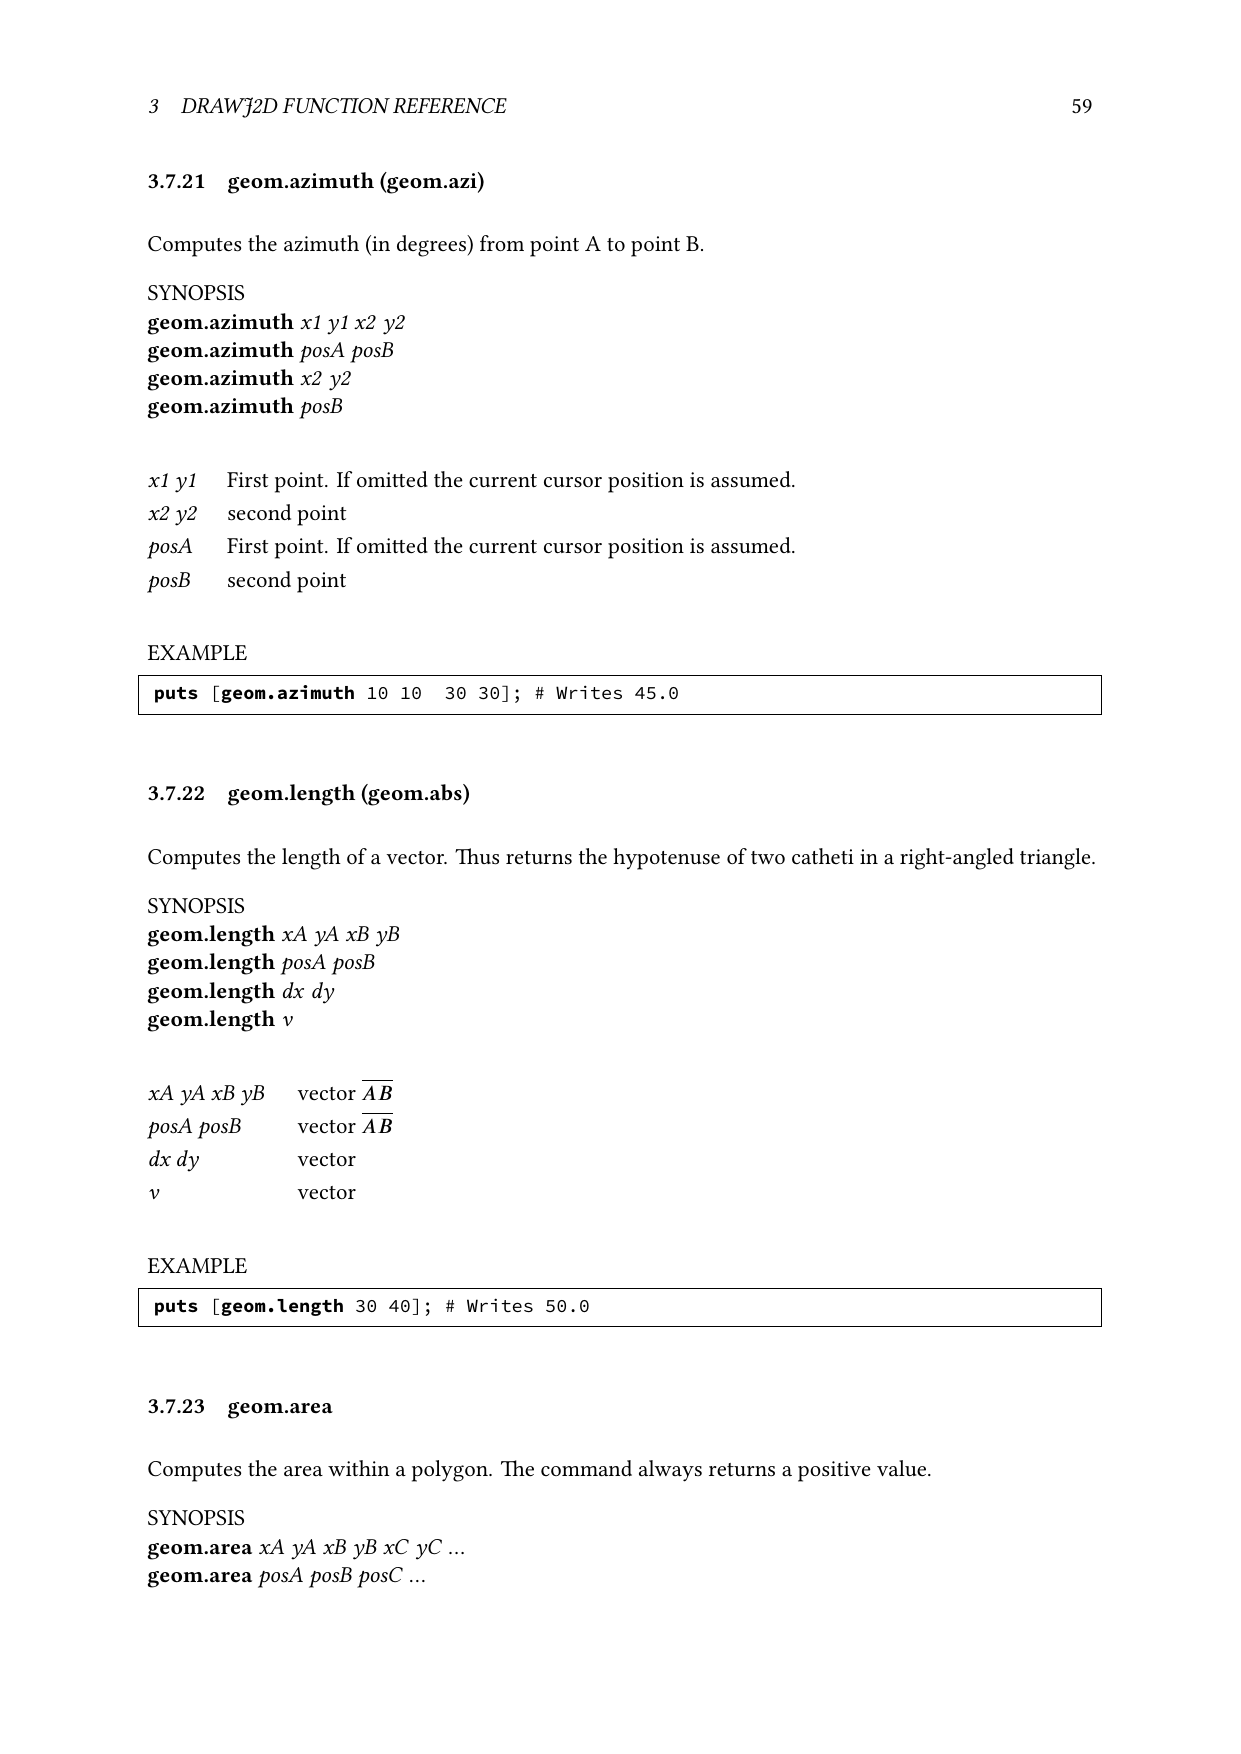 3 DRAWJ2D FUNCTION REFERENCE 59
3.7.21 geom.azimuth (geom.azi)
Computes the azimuth (in degrees) from point A to point B.
SYNOPSIS
geom.azimuth x1 y1 x2 y2
geom.azimuth posA posB
geom.azimuth x2 y2
geom.azimuth posB
x1 y1 First point. If omitted the current cursor position is assumed.
x2 y2 second point
posA First point. If omitted the current cursor position is assumed.
posB second point
EXAMPLE
puts [geom.azimuth 10 10  30 30]; # Writes 45.0
3.7.22 geom.length (geom.abs)
Computes the length of a vector. Thus returns the hypotenuse of two catheti in a right-angled triangle.
SYNOPSIS
geom.length xA yA xB yB
geom.length posA posB
geom.length dx dy
geom.length v
xA yA xB yB vector A̅B̅
posA posB vector A̅B̅
dx dy vector
v vector
EXAMPLE
puts [geom.length 30 40]; # Writes 50.0
3.7.23 geom.area
Computes the area within a polygon. The command always returns a positive value.
SYNOPSIS
geom.area xA yA xB yB xC yC ...
geom.area posA posB posC ...